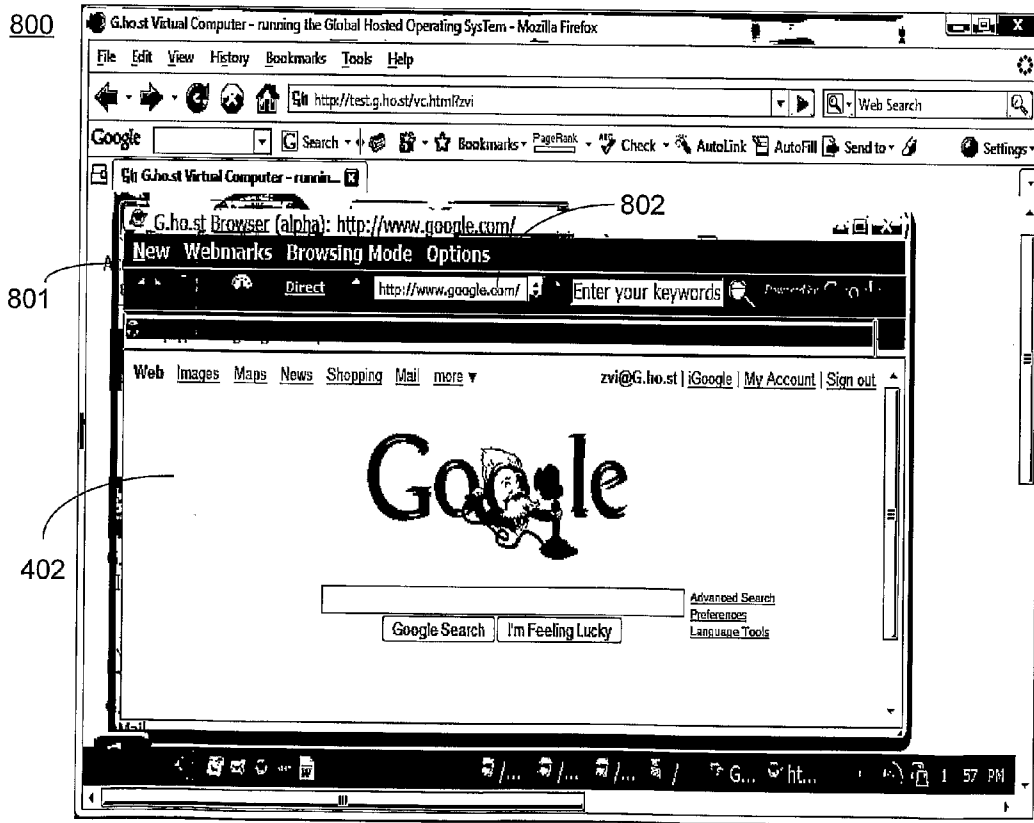 800
G.ho.st Virtual Computer - running the Global Hosted Operating SysTem - Mozilla Firefox
File Edit View History Bookmarks Tools Help
http://test.g.ho.st/vc.html?zvi
Web Search
Google
Search
Bookmarks
PageRank
Check
AutoLink
AutoFill
Send to
Settings
G.ho.st Virtual Computer - runnin...
802
G.ho.st Browser (alpha): http://www.google.com/
New Webmarks Browsing Mode Options
801
Direct
http://www.google.com/
Enter your keywords
Powered by
Web Images Maps News Shopping Mail more ▼
zvi@G.ho.st | iGoogle | My Account | Sign out
Google
402
Advanced Search
Preferences
Language Tools
Google Search
I'm Feeling Lucky
Mail
/... /... /... / G... ht... 1 57 PM